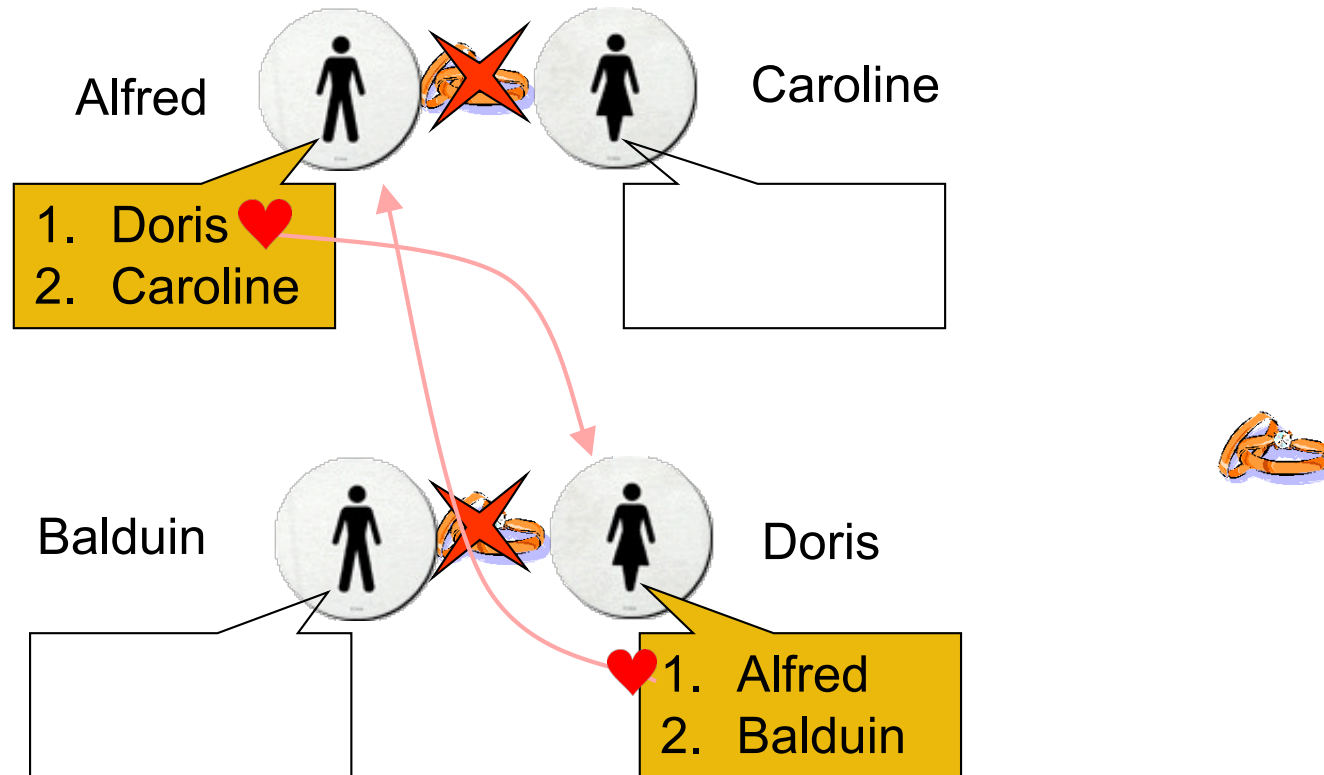 Alfred
Caroline
1. Doris
2. Caroline
Balduin
Doris
1. Alfred
2. Balduin